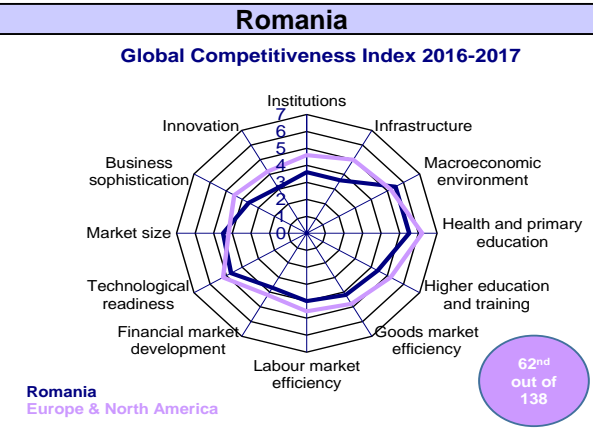 Romania
Global Competitiveness Index 2016-2017
Institutions
Infrastructure
Macroeconomic
environment
Health and primary
education
Higher education
and training
Goods market
efficiency
Labour market
efficiency
Financial market
development
Technological
readiness
Market size
Business
sophistication
Innovation
7
6
5
4
3
2
1
0
Romania
Europe & North America
62nd
out of
138